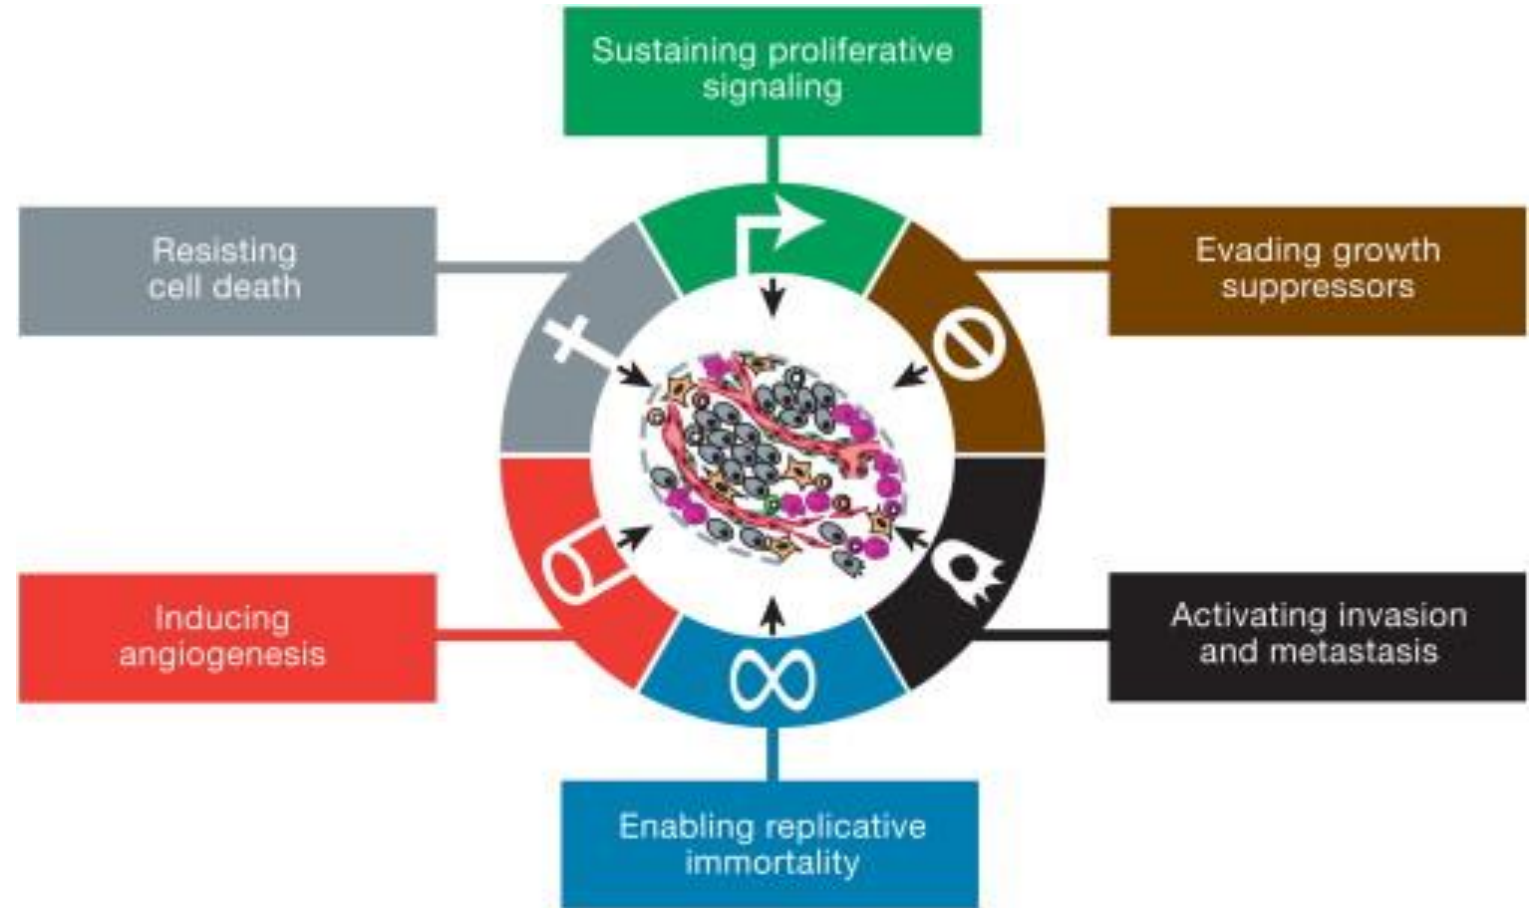 Sustaining proliferative
signaling
Resisting
cell death
Evading growth
suppressors
Inducing
angiogenesis
Activating invasion
and metastasis
Enabling replicative
immortality